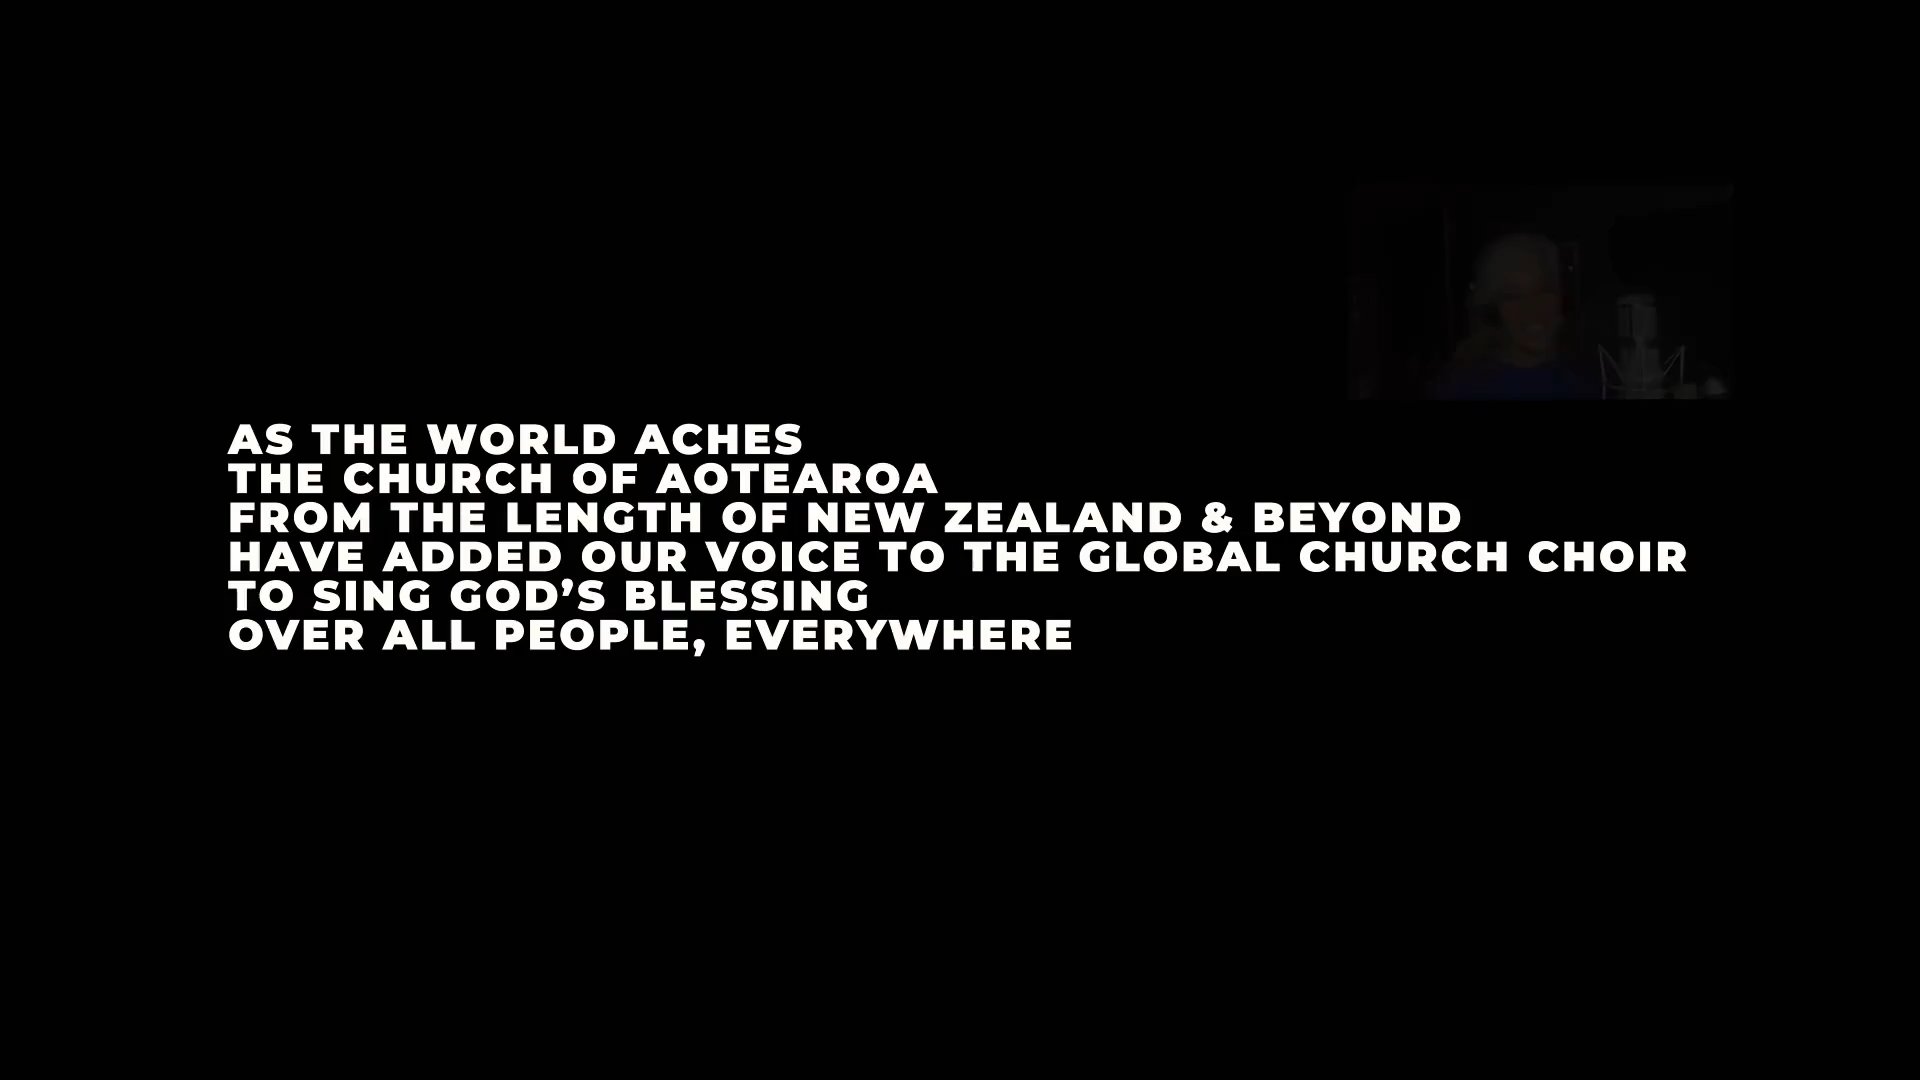 AS THE WORLD ACHES
THE CHURCH OF AOTEAROA
FROM THE LENGTH OF NEW ZEALAND & BEYOND
HAVE ADDED OUR VOICE TO THE GLOBAL CHURCH CHOIR
TO SING GOD’S BLESSING
OVER ALL PEOPLE, EVERYWHERE